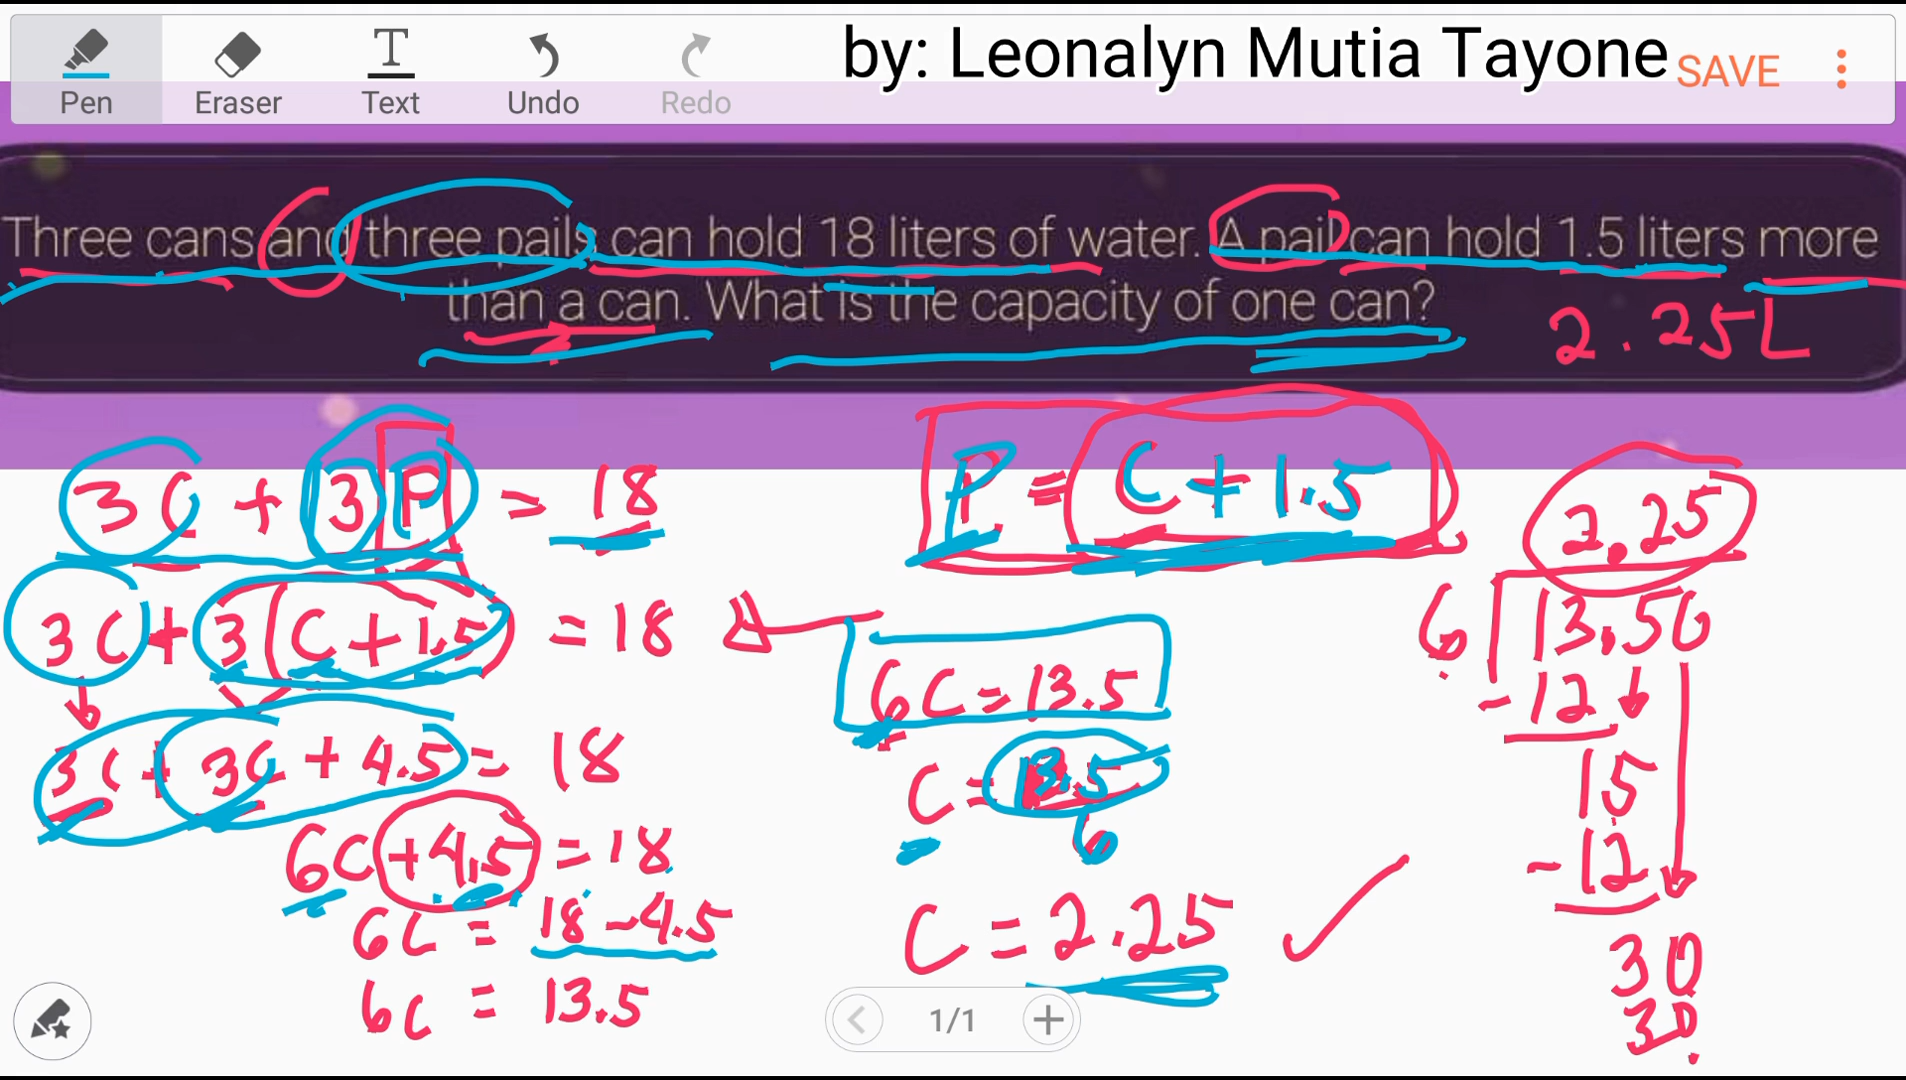 by: Leonalyn Mutia Tayone
SAVE
Pen
Eraser
Text
Undo
Redo
Three cans and three pails can hold 18 liters of water. A pail can hold 1.5 liters more
than a can. What is the capacity of one can?
2.25L
3C + 3P = 18
3C + 3(C + 1.5) = 18
3C + 3C + 4.5 = 18
6C + 4.5 = 18
6C = 18 - 4.5
6C = 13.5
P = C + 1.5
6C = 13.5
C = 13.5
6
C = 2.25
2.25
6 13.50
-12
15
-12
30
30
1/1